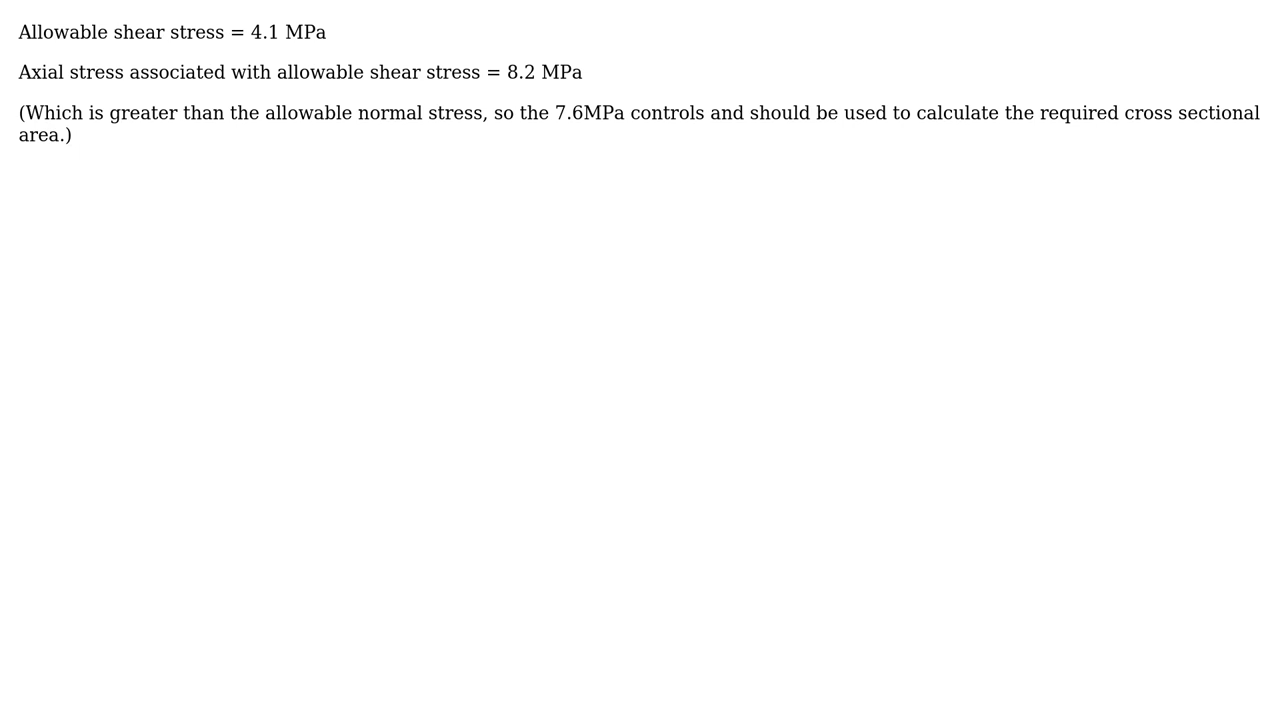 Allowable shear stress = 4.1 MPa
Axial stress associated with allowable shear stress = 8.2 MPa
(Which is greater than the allowable normal stress, so the 7.6MPa controls and should be used to calculate the required cross sectional
area.)